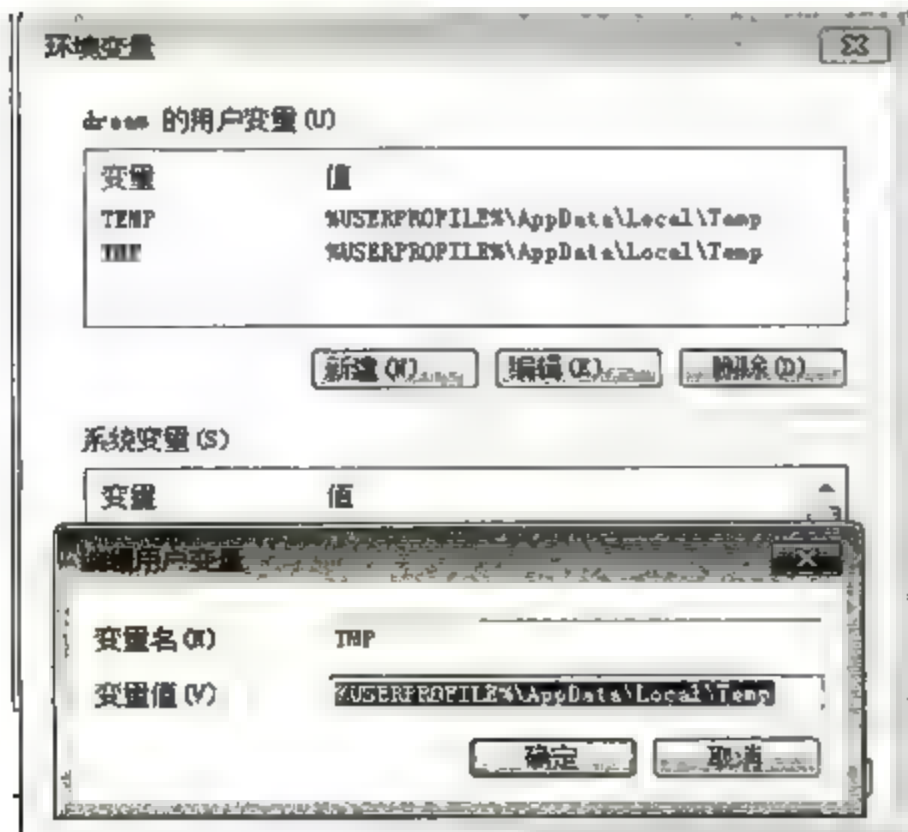 环境变量
dream 的用户变量(U)
变量 值
TEMP %USERPROFILE%\AppData\Local\Temp
TMP %USERPROFILE%\AppData\Local\Temp
新建(N) 编辑(E) 删除(D)
系统变量(S)
变量 值
编辑用户变量
变量名(N) TMP
变量值(V) %USERPROFILE%\AppData\Local\Temp
确定 取消